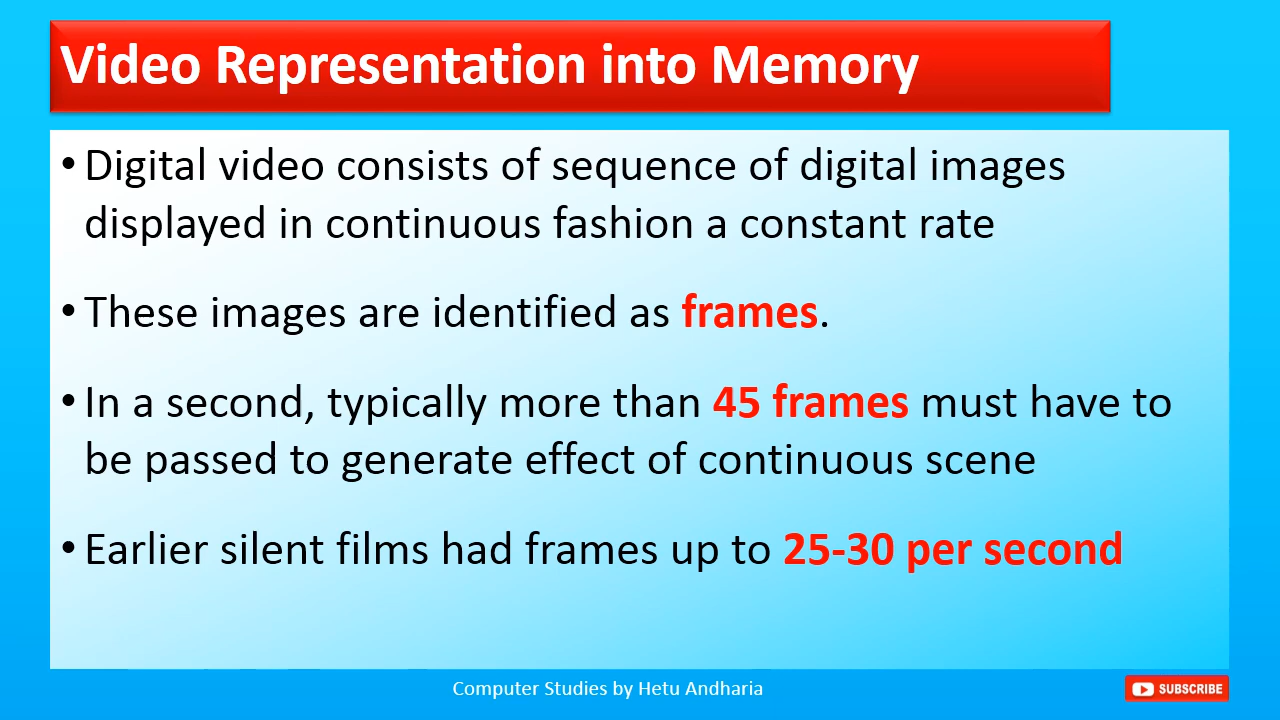 Video Representation into Memory
• Digital video consists of sequence of digital images
displayed in continuous fashion a constant rate
• These images are identified as frames.
• In a second, typically more than 45 frames must have to
be passed to generate effect of continuous scene
• Earlier silent films had frames up to 25-30 per second
Computer Studies by Hetu Andharia
SUBSCRIBE